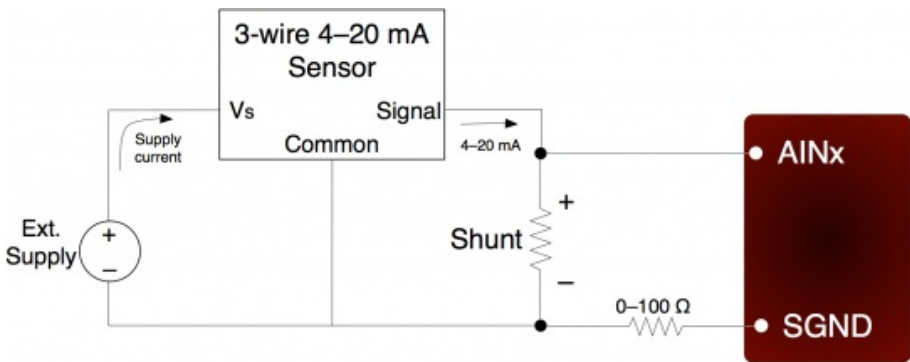 3-wire 4–20 mA
Sensor
Vs
Signal
Common
Supply
current
4–20 mA
AINx
+
Shunt
–
Ext.
Supply
+
–
0–100 Ω
SGND